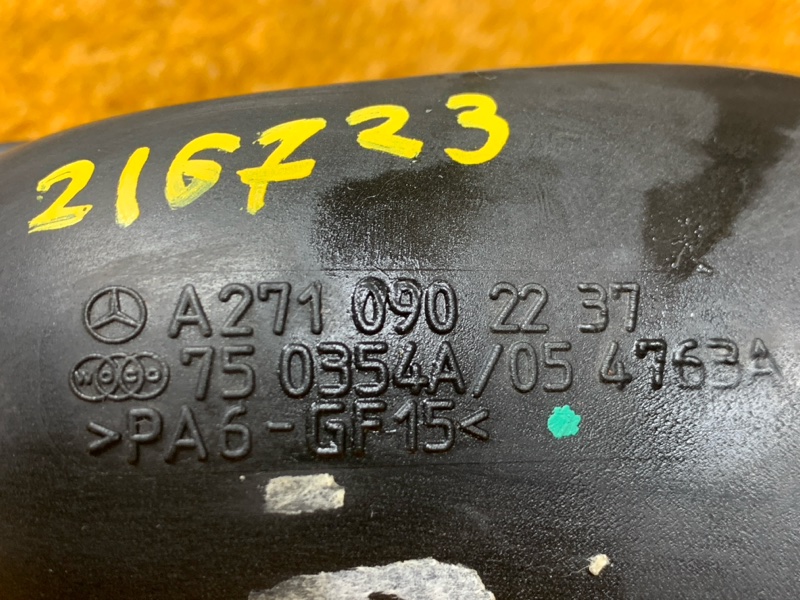 216723
A271 090 22 37
75 0354A/05 4763A
>PA6-GF15<